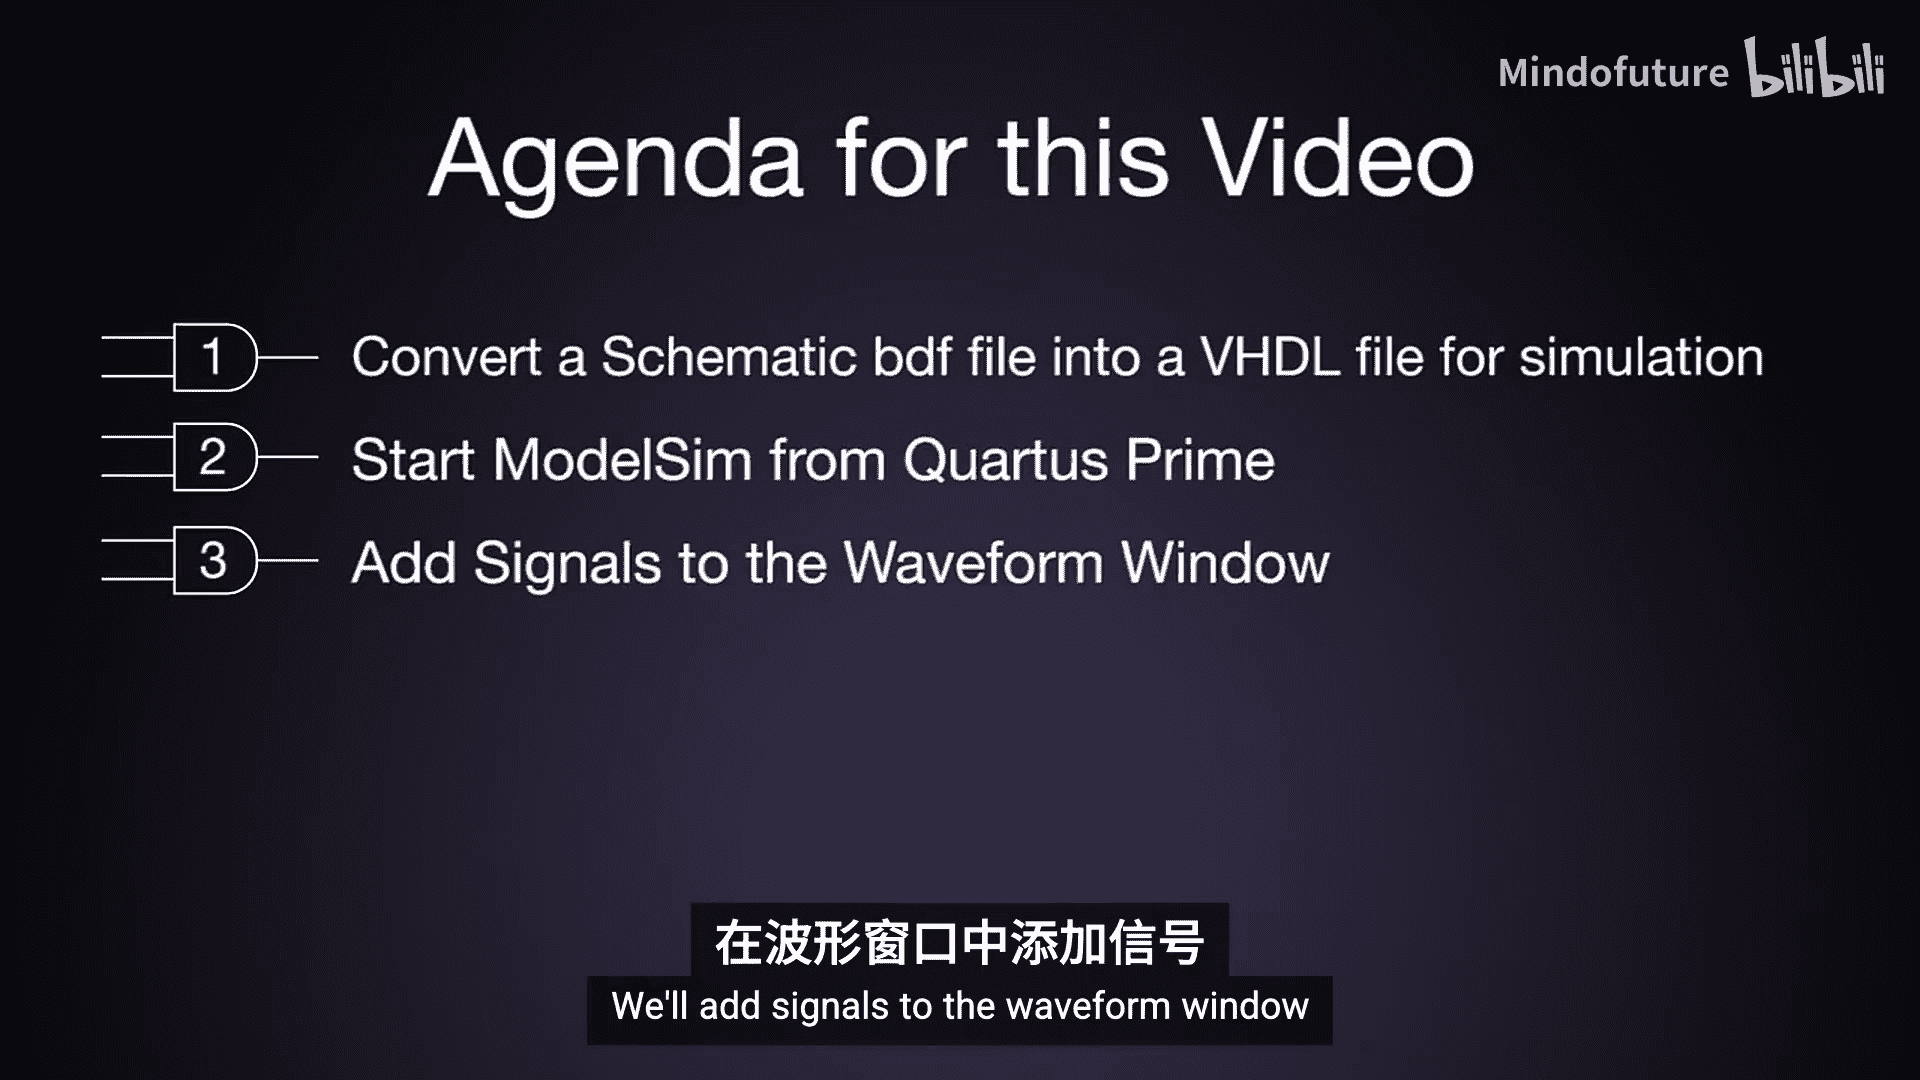 Mindofuture bilibili
Agenda for this Video
1 Convert a Schematic bdf file into a VHDL file for simulation
2 Start ModelSim from Quartus Prime
3 Add Signals to the Waveform Window
在波形窗口中添加信号
We'll add signals to the waveform window